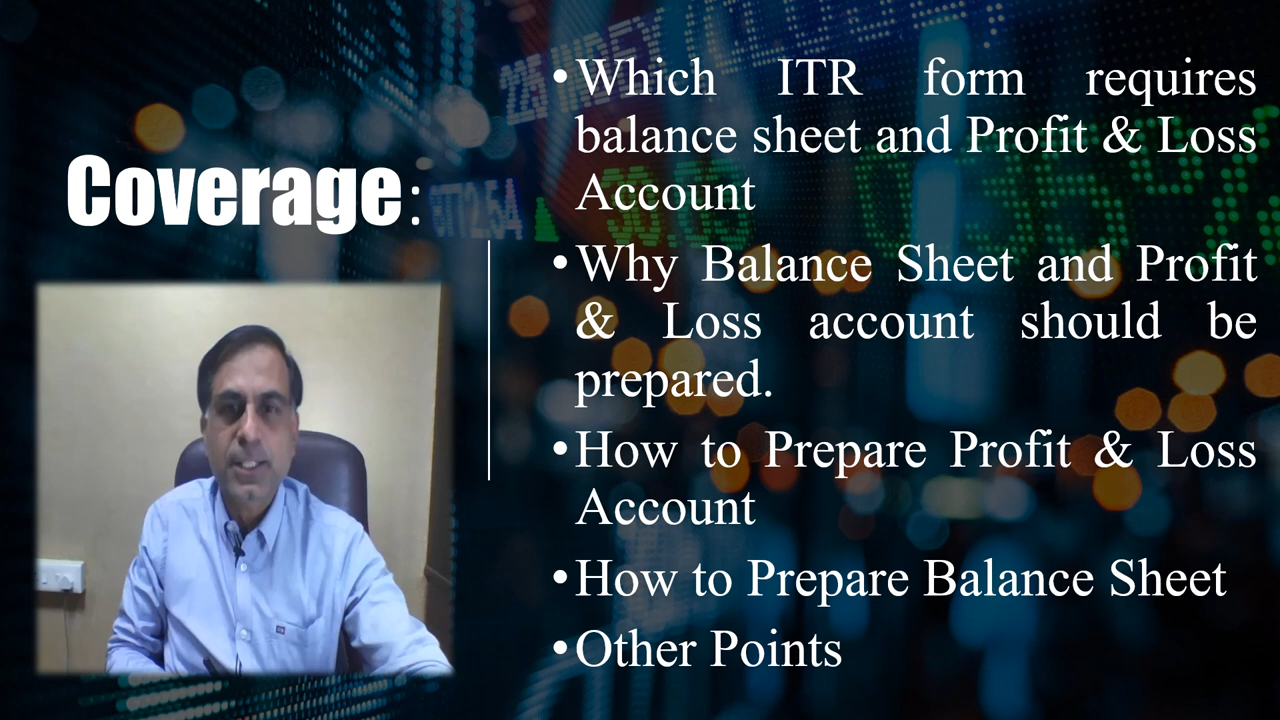 Coverage:
•Which ITR form requires
balance sheet and Profit & Loss
Account
•Why Balance Sheet and Profit
& Loss account should be
prepared.
•How to Prepare Profit & Loss
Account
•How to Prepare Balance Sheet
•Other Points